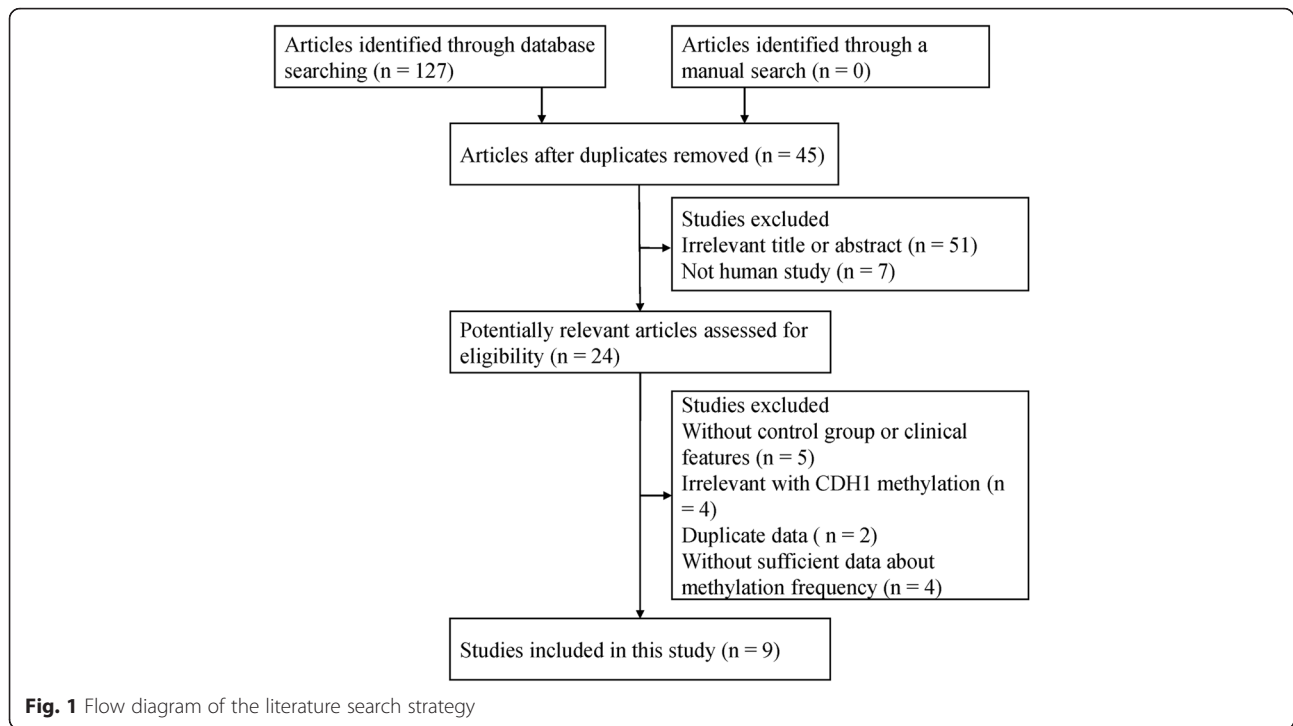 Articles identified through database
searching (n = 127)
Articles identified through a
manual search (n = 0)
Articles after duplicates removed (n = 45)
Studies excluded
Irrelevant title or abstract (n = 51)
Not human study (n = 7)
Potentially relevant articles assessed for
eligibility (n = 24)
Studies excluded
Without control group or clinical
features (n = 5)
Irrelevant with CDH1 methylation (n
= 4)
Duplicate data ( n = 2)
Without sufficient data about
methylation frequency (n = 4)
Studies included in this study (n = 9)
Fig. 1 Flow diagram of the literature search strategy